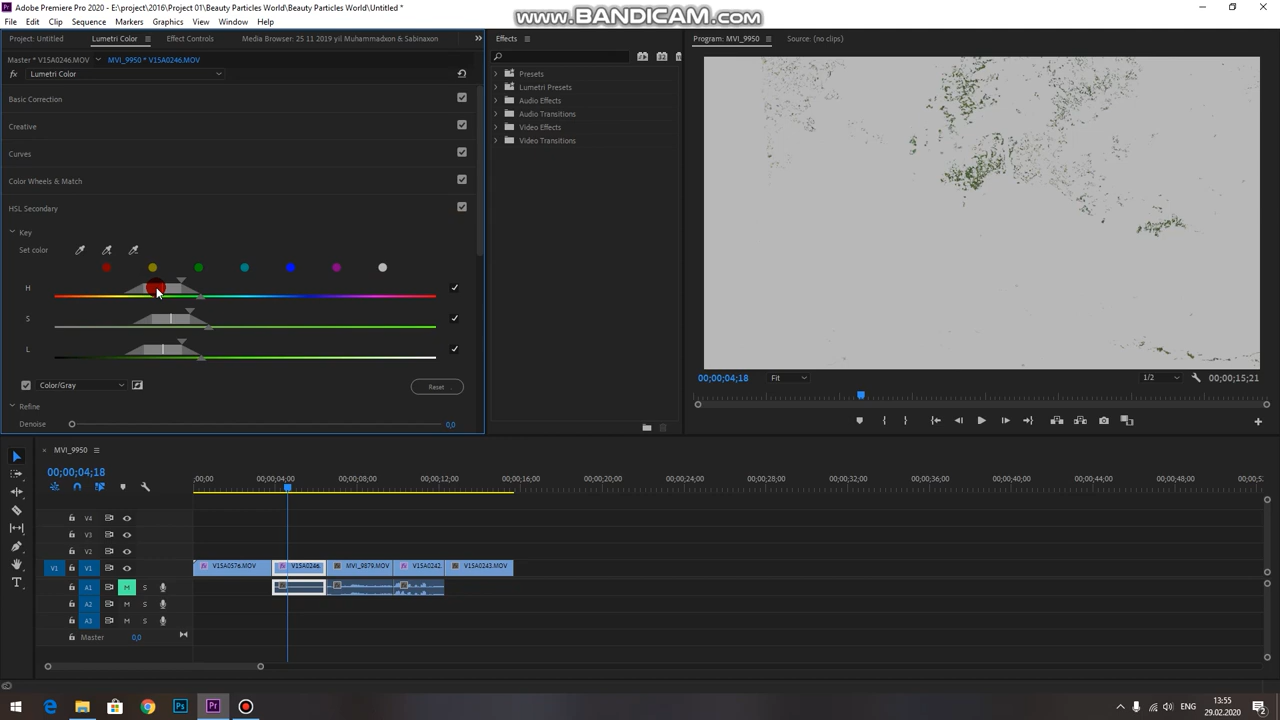 Adobe Premiere Pro 2020 - E:\project\2016\Project 01\Beauty Particles World\Beauty Particles World\Untitled *
www.BANDICAM.com
File Edit Clip Sequence Markers Graphics View Window Help
Project: Untitled Lumetri Color Effect Controls Media Browser: 25 11 2019 yil Muhammadxon & Sabinaxon
Effects
Program: MVI_9950 Source: (no clips)
Master * V15A0246.MOV MVI_9950 * V15A0246.MOV
fx Lumetri Color
Basic Correction
Creative
Curves
Color Wheels & Match
HSL Secondary
Key
Set color
H
S
L
Color/Gray Reset
Refine
Denoise 0,0
Presets
Lumetri Presets
Audio Effects
Audio Transitions
Video Effects
Video Transitions
00;00;04;18 Fit 1/2 00;00;15;21
MVI_9950
00;00;04;18
;00;00 00;00;04;00 00;00;08;00 00;00;12;00 00;00;16;00 00;00;20;00 00;00;24;00 00;00;28;00 00;00;32;00 00;00;36;00 00;00;40;00 00;00;44;00 00;00;48;00 00;00;5
V4
V3
V2
V1 V1 V15A0576.MOV V15A0246. MVI_9879.MOV V15A0242. V15A0243.MOV
A1 M S
A2 M S
A3 M S
Master 0,0
Ps Pr
13:55
29.02.2020
2